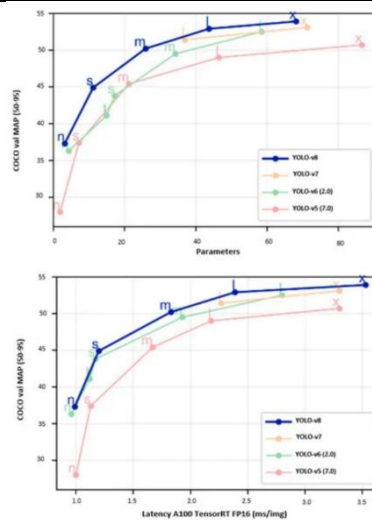 COCO val MAP (50-95)
55
50
45
40
35
30
n
s
m
l
x
n
s
m
l
x
0
20
40
60
80
Parameters
YOLO-v8
YOLO-v7
YOLO-v6 (2.0)
YOLO-v5 (7.0)
COCO val MAP (50-95)
55
50
45
40
35
30
n
s
m
l
x
n
s
m
l
x
1.0
1.5
2.0
2.5
3.0
3.5
Latency A100 TensorRT FP16 (ms/img)
YOLO-v8
YOLO-v7
YOLO-v6 (2.0)
YOLO-v5 (7.0)